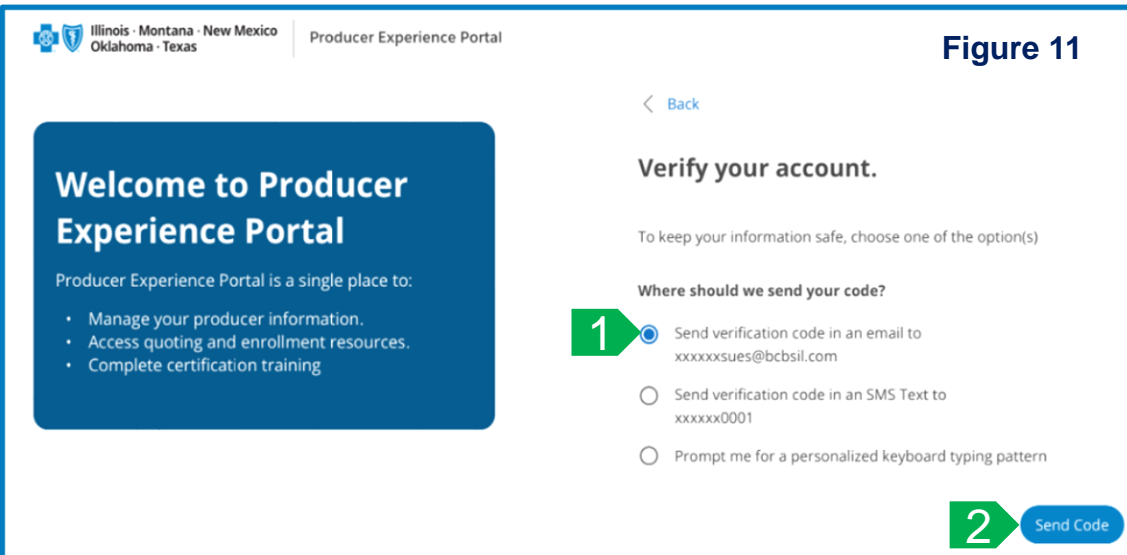 Illinois · Montana · New Mexico
Oklahoma · Texas
Producer Experience Portal
Figure 11
Back
Welcome to Producer
Experience Portal
Producer Experience Portal is a single place to:
• Manage your producer information.
• Access quoting and enrollment resources.
• Complete certification training
Verify your account.
To keep your information safe, choose one of the option(s)
Where should we send your code?
1
Send verification code in an email to
xxxxxxsues@bcbsil.com
Send verification code in an SMS Text to
xxxxxx0001
Prompt me for a personalized keyboard typing pattern
2
Send Code